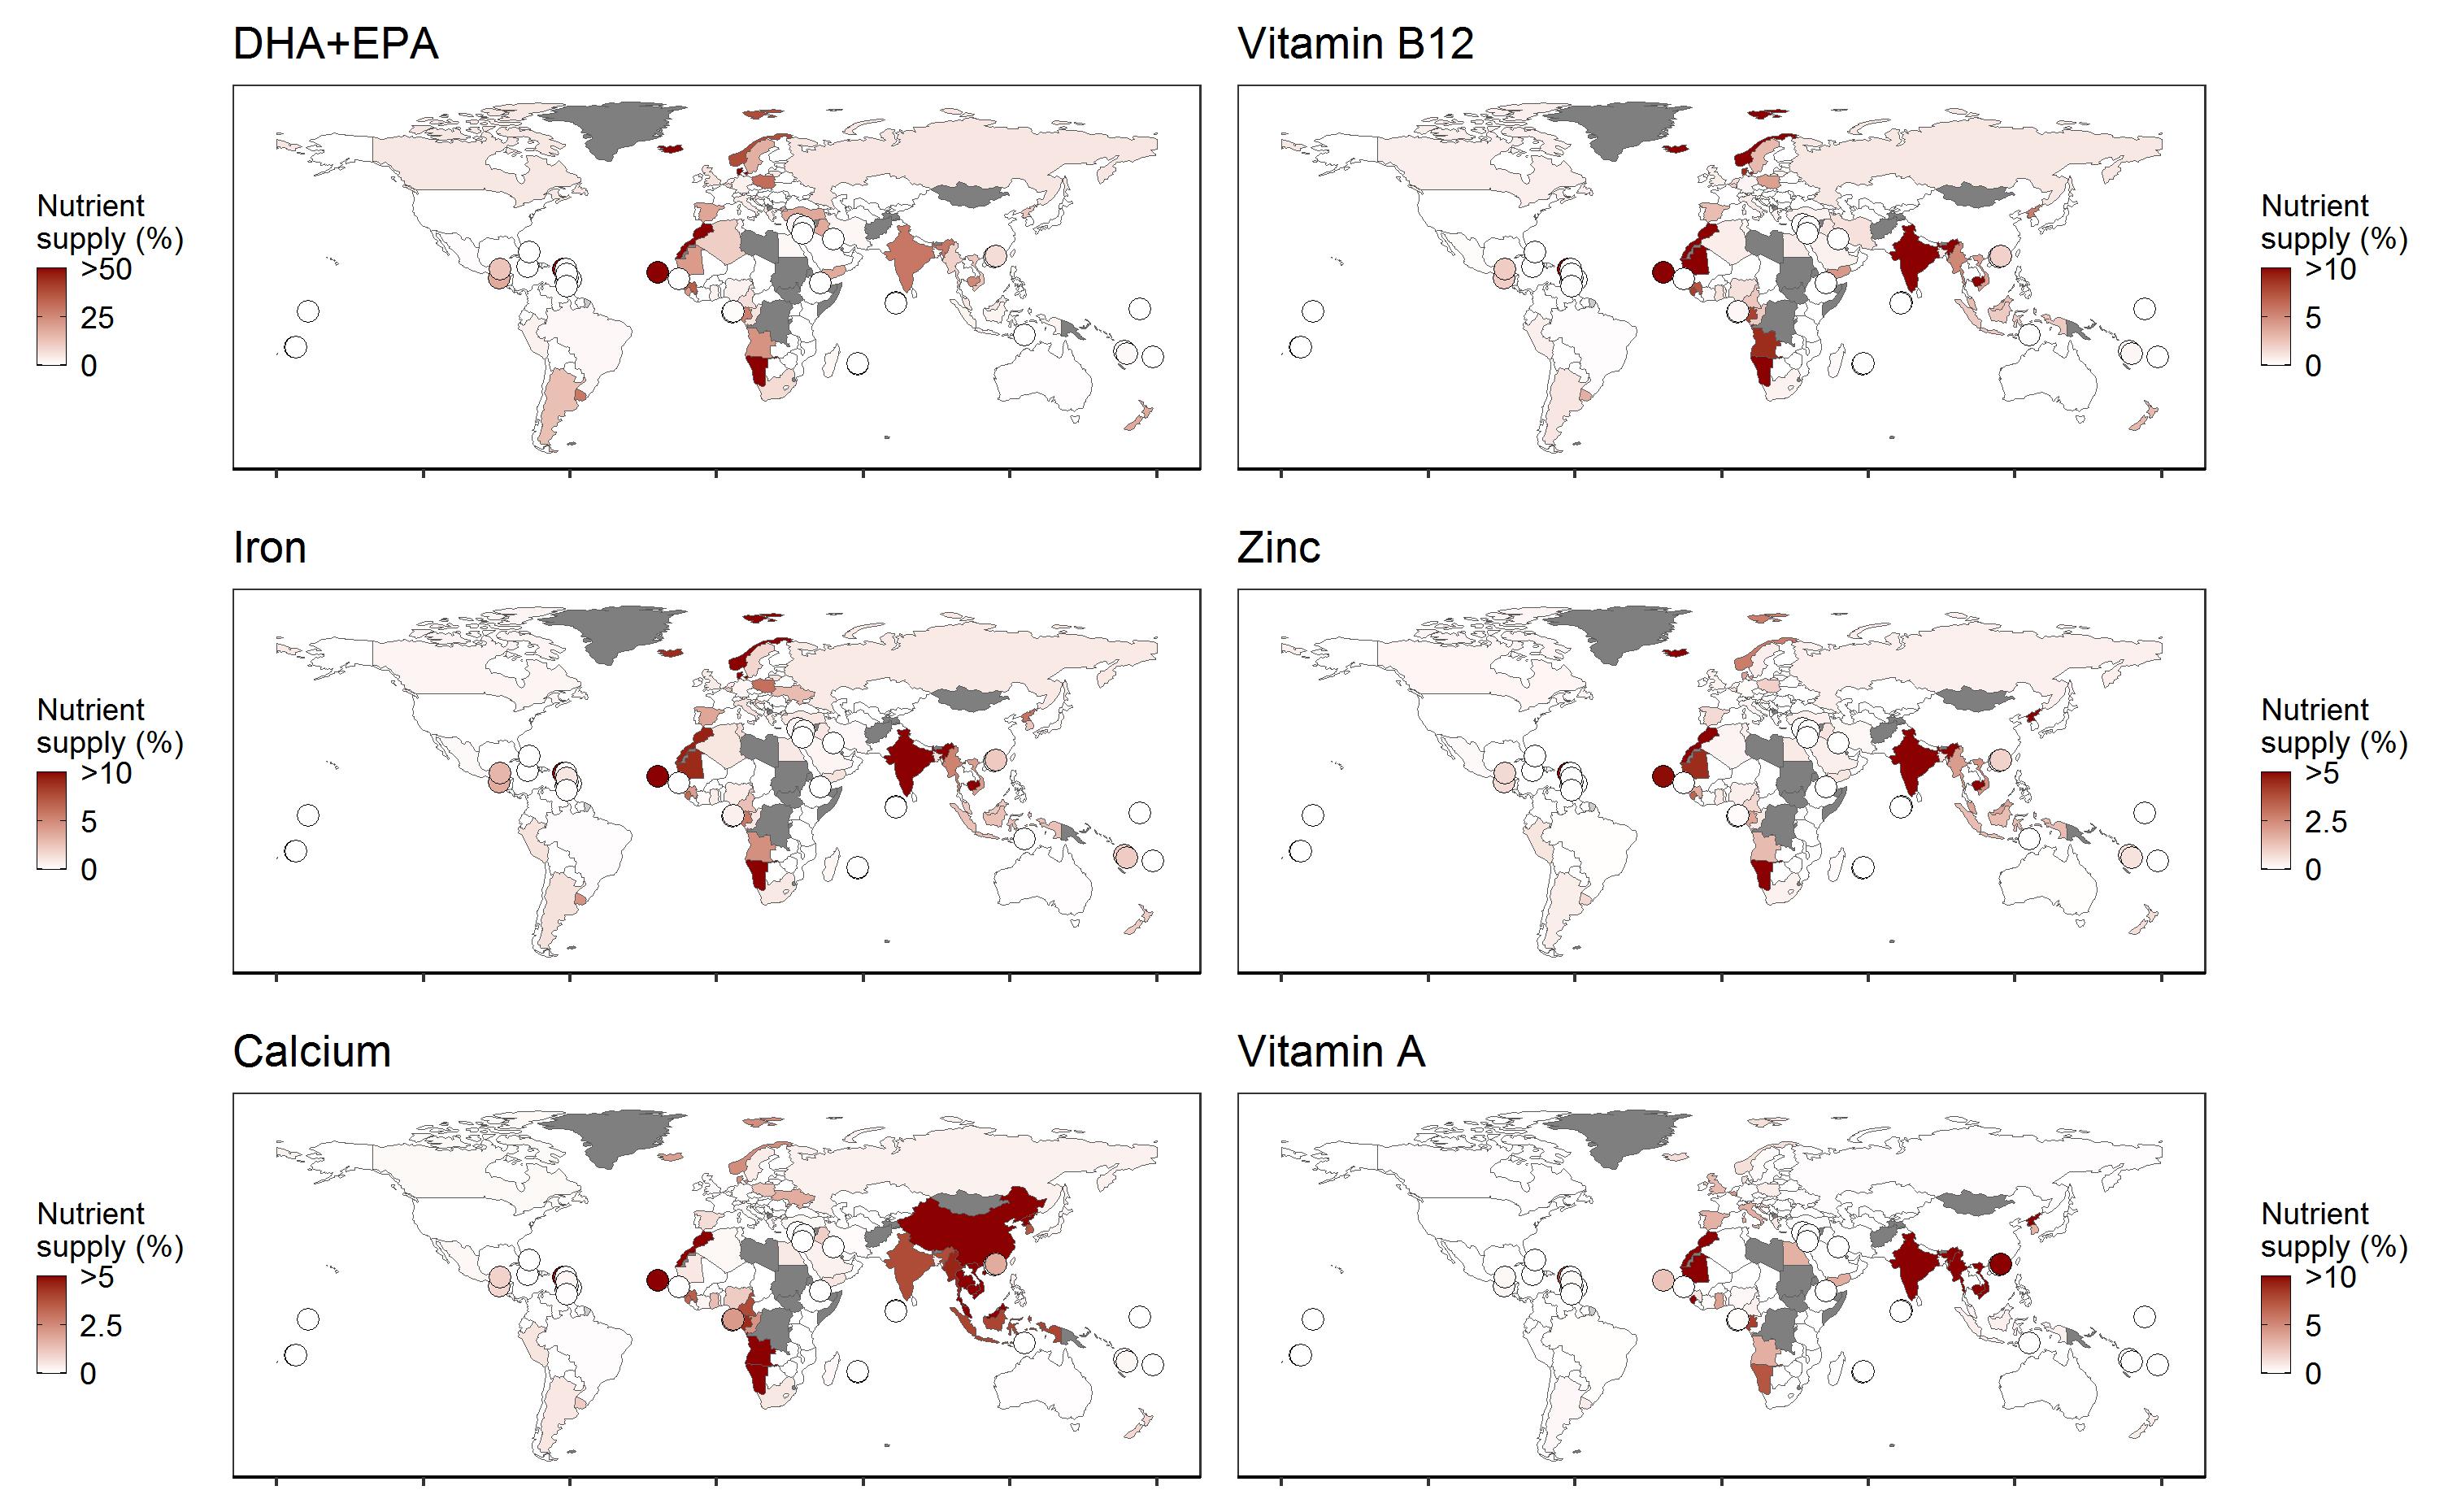 DHA+EPA
Vitamin B12
Nutrient
supply (%)
>50
25
0
Nutrient
supply (%)
>10
5
0
Iron
Zinc
Nutrient
supply (%)
>10
5
0
Nutrient
supply (%)
>5
2.5
0
Calcium
Vitamin A
Nutrient
supply (%)
>5
2.5
0
Nutrient
supply (%)
>10
5
0